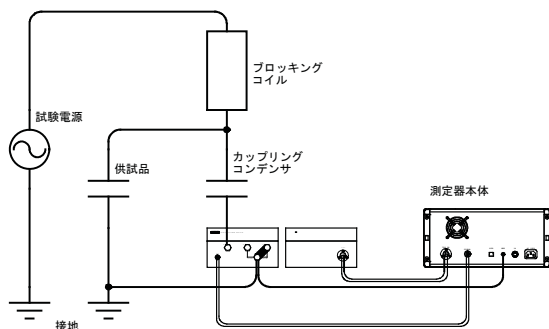 ブロッキング
コイル
試験電源
供試品
カップリング
コンデンサ
測定器本体
接地